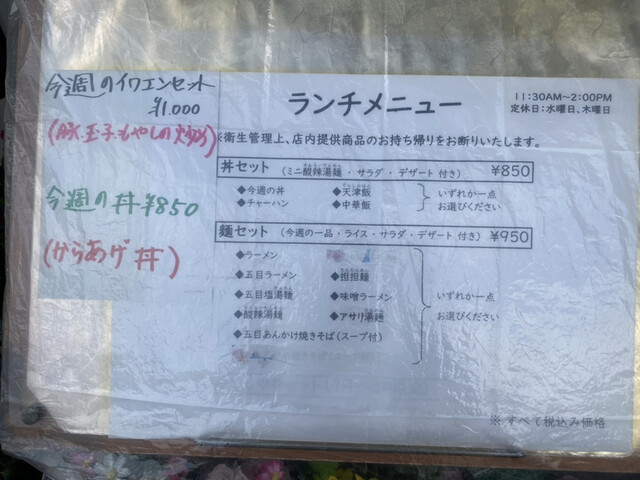 今週のイワエンセット
¥1.000
(豚玉子もやしの炒め)
今週の丼¥850
(からあげ丼)
ランチメニュー
11:30AM~2:00PM
定休日:水曜日、木曜日
※衛生管理上、店内提供商品のお持ち帰りをお断りいたします。
丼セット (ミニ酸辣湯麺・サラダ・デザート 付き) ¥850
◆今週の丼 ◆天津飯
◆チャーハン ◆中華飯
いずれか一点
お選びください
麺セット (今週の一品・ライス・サラダ・デザート 付き) ¥950
◆ラーメン
◆五目ラーメン ◆担担麺
◆五目塩湯麺 ◆味噌ラーメン
◆酸辣湯麺 ◆アサリ湯麺
◆五目あんかけ焼きそば(スープ付)
いずれか一点
お選びください
※ すべて税込み価格